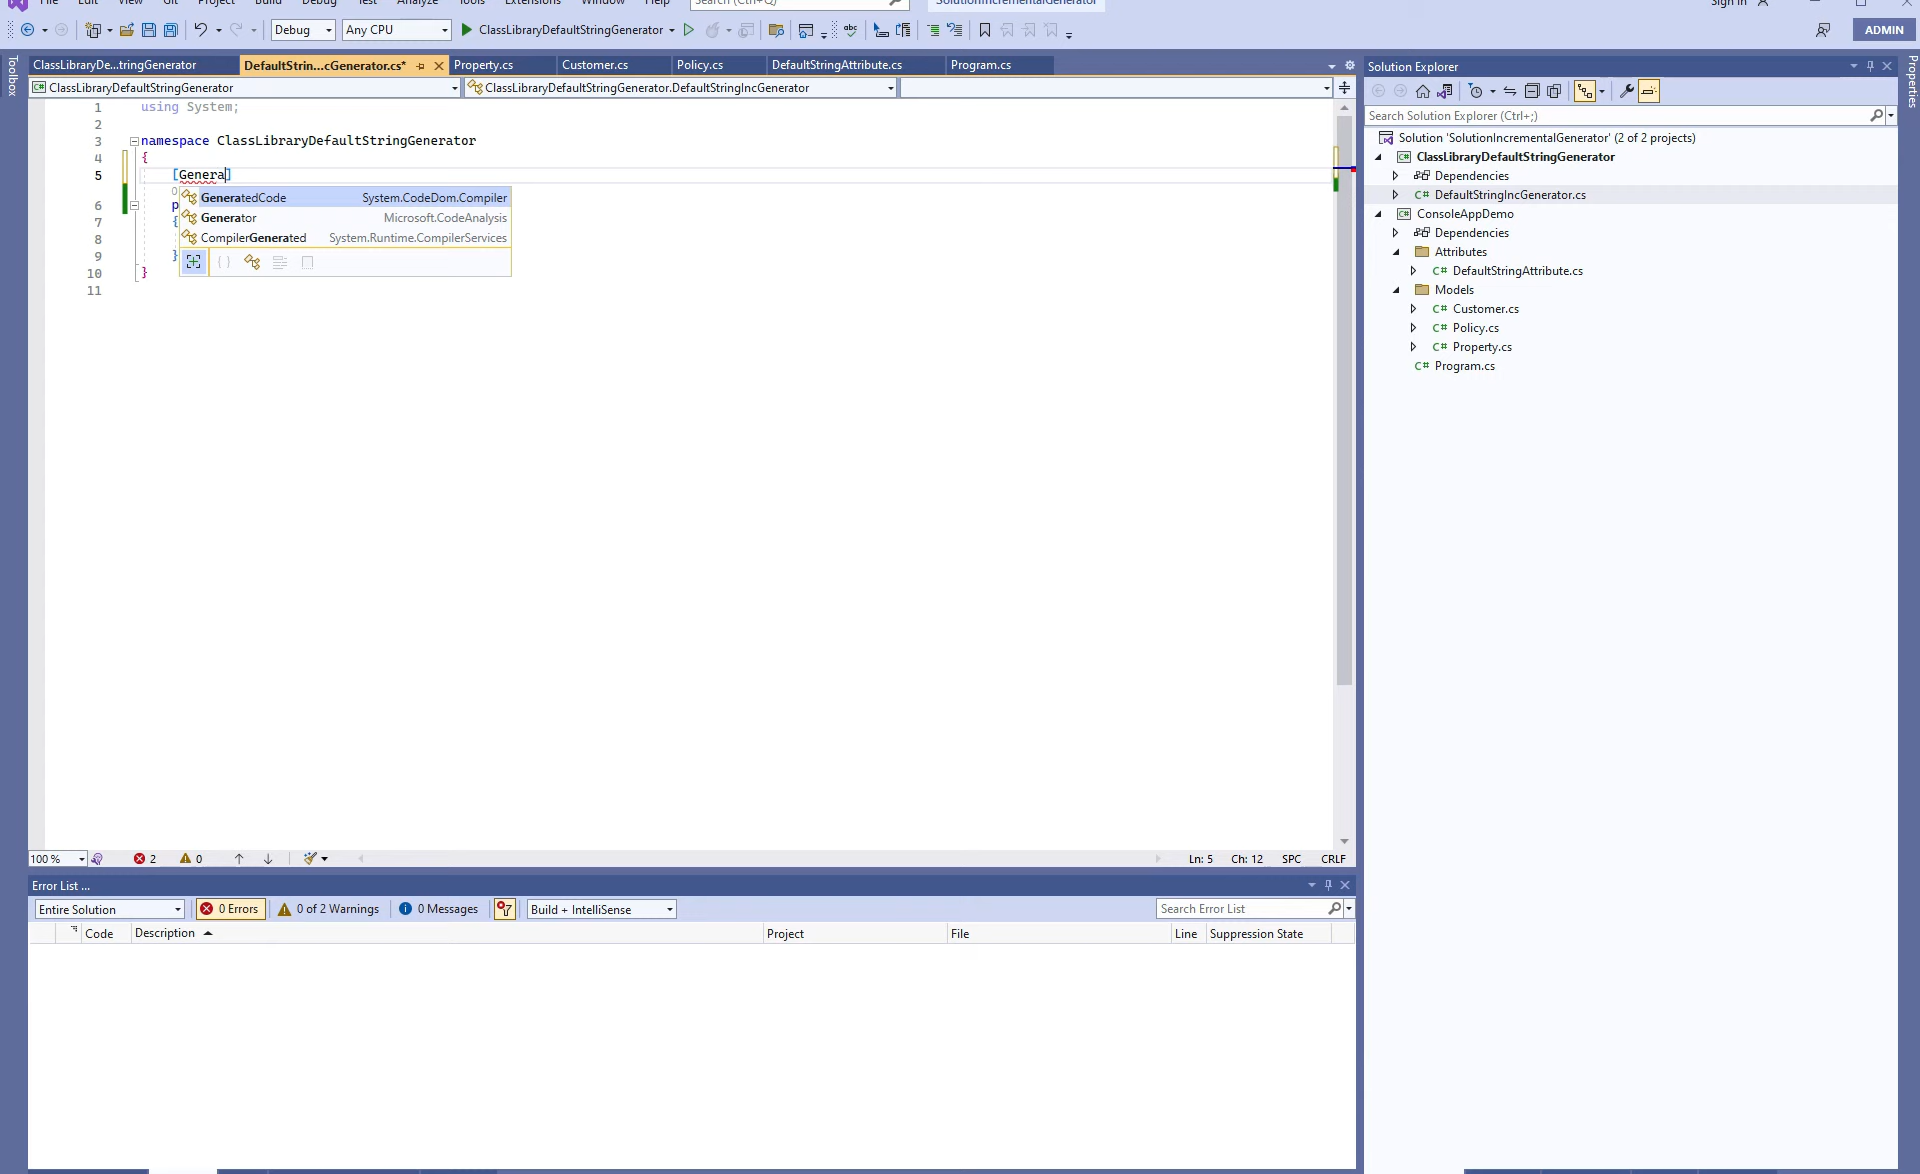 File Edit View Git Project Build Debug Test Analyze Tools Extensions Window Help Search (Ctrl+Q) SolutionIncrementalGenerator Sign in
Debug Any CPU ClassLibraryDefaultStringGenerator ADMIN
Toolbox
ClassLibraryDe...tringGenerator DefaultStrin...cGenerator.cs* Property.cs Customer.cs Policy.cs DefaultStringAttribute.cs Program.cs
ClassLibraryDefaultStringGenerator ClassLibraryDefaultStringGenerator.DefaultStringIncGenerator
1 using System;
2
3 namespace ClassLibraryDefaultStringGenerator
4 {
5 [Genera]
0
6 p
7 {
8
9 }
10 }
11
GeneratedCode System.CodeDom.Compiler
Generator Microsoft.CodeAnalysis
CompilerGenerated System.Runtime.CompilerServices
100 % 2 0 Ln: 5 Ch: 12 SPC CRLF
Error List ...
Entire Solution 0 Errors 0 of 2 Warnings 0 Messages Build + IntelliSense Search Error List
Code Description Project File Line Suppression State
Solution Explorer
Search Solution Explorer (Ctrl+;)
Solution 'SolutionIncrementalGenerator' (2 of 2 projects)
C# ClassLibraryDefaultStringGenerator
Dependencies
C# DefaultStringIncGenerator.cs
C# ConsoleAppDemo
Dependencies
Attributes
C# DefaultStringAttribute.cs
Models
C# Customer.cs
C# Policy.cs
C# Property.cs
C# Program.cs
Properties